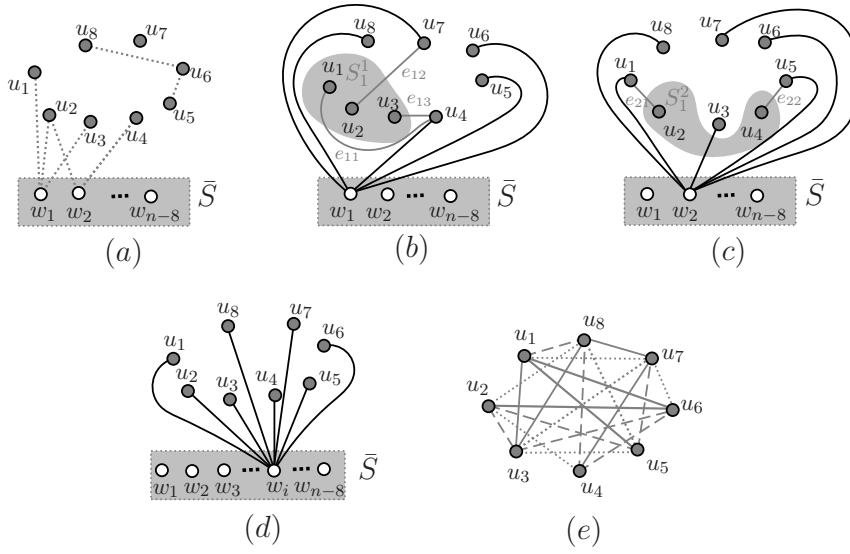 u₈
u₇
u₁
u₆
u₂
u₅
u₃
u₄
S̄
w₁ w₂ ··· wₙ₋₈
(a)
u₈
u₇
u₆
u₁ S₁¹
e₁₂
u₅
u₂
u₃ e₁₃ u₄
e₁₁
S̄
w₁ w₂ ··· wₙ₋₈
(b)
u₈
u₇
u₆
u₁
u₅
e₂₁ S₁² e₂₂
u₃
u₂ u₄
S̄
w₁ w₂ ··· wₙ₋₈
(c)
u₈
u₇
u₆
u₁
u₂ u₃ u₄ u₅
S̄
w₁ w₂ w₃ ··· wᵢ ··· wₙ₋₈
(d)
u₈
u₁
u₇
u₂
u₆
u₃
u₅
u₄
(e)